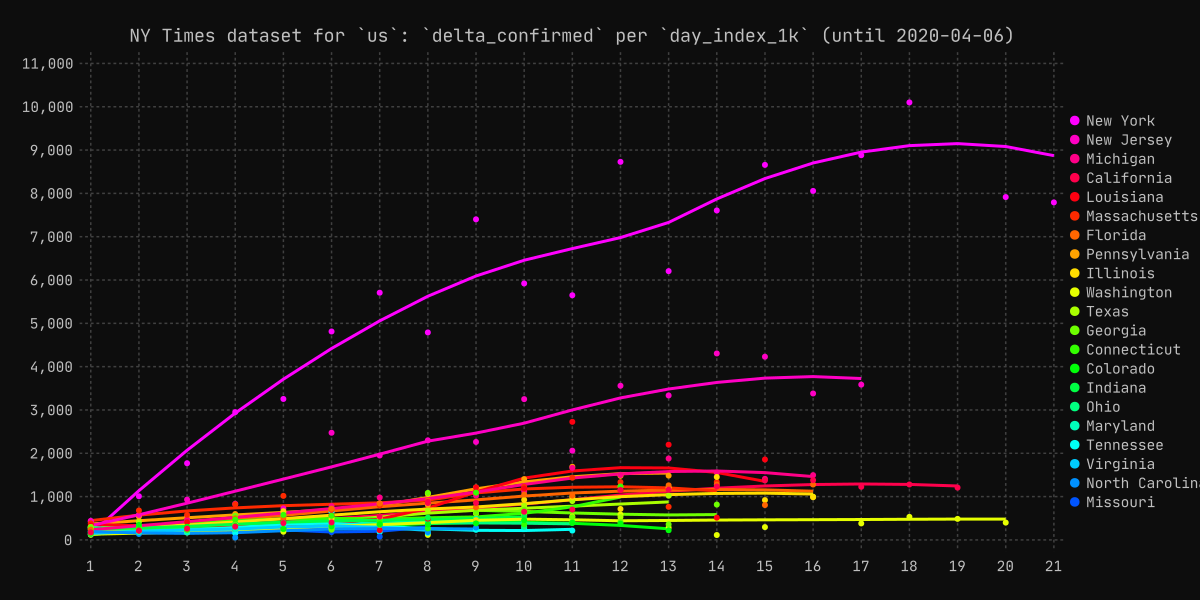 NY Times dataset for `us`: `delta_confirmed` per `day_index_1k` (until 2020-04-06)
11,000
10,000
9,000
8,000
7,000
6,000
5,000
4,000
3,000
2,000
1,000
0
1 2 3 4 5 6 7 8 9 10 11 12 13 14 15 16 17 18 19 20 21
New York
New Jersey
Michigan
California
Louisiana
Massachusetts
Florida
Pennsylvania
Illinois
Washington
Texas
Georgia
Connecticut
Colorado
Indiana
Ohio
Maryland
Tennessee
Virginia
North Carolina
Missouri